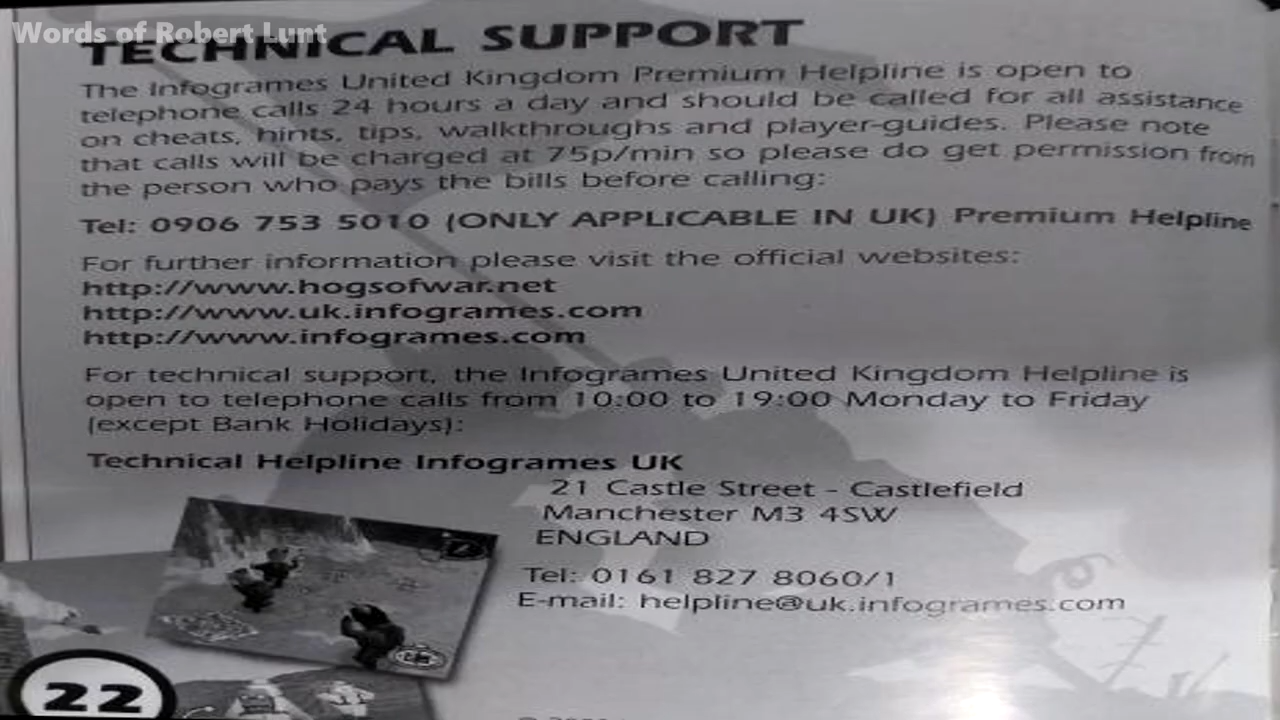 Words of Robert Lunt
TECHNICAL SUPPORT
The Infogrames United Kingdom Premium Helpline is open to
telephone calls 24 hours a day and should be called for all assistance
on cheats, hints, tips, walkthroughs and player-guides. Please note
that calls will be charged at 75p/min so please do get permission from
the person who pays the bills before calling:
Tel: 0906 753 5010 (ONLY APPLICABLE IN UK) Premium Helpline
For further information please visit the official websites:
http://www.hogsofwar.net
http://www.uk.infogrames.com
http://www.infogrames.com
For technical support, the Infogrames United Kingdom Helpline is
open to telephone calls from 10:00 to 19:00 Monday to Friday
(except Bank Holidays):
Technical Helpline Infogrames UK
21 Castle Street - Castlefield
Manchester M3 4SW
ENGLAND
Tel: 0161 827 8060/1
E-mail: helpline@uk.infogrames.com
22